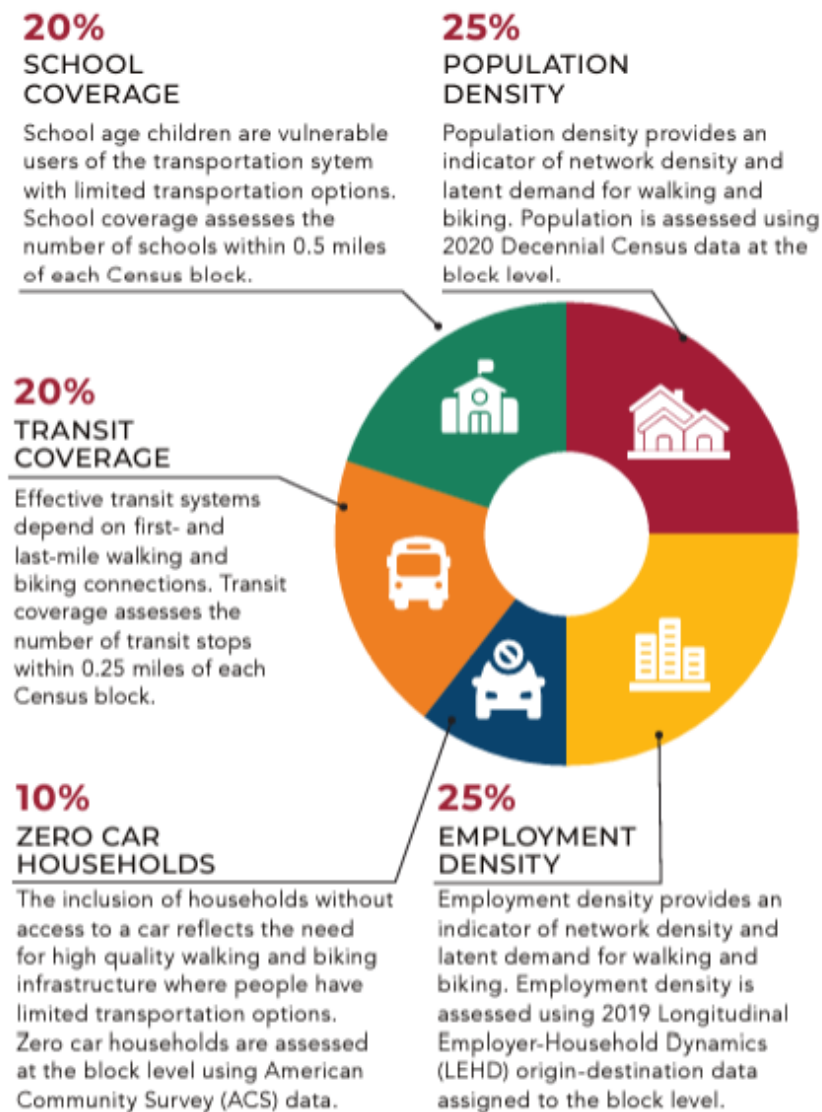 20%
SCHOOL
COVERAGE
School age children are vulnerable
users of the transportation sytem
with limited transportation options.
School coverage assesses the
number of schools within 0.5 miles
of each Census block.
25%
POPULATION
DENSITY
Population density provides an
indicator of network density and
latent demand for walking and
biking. Population is assessed using
2020 Decennial Census data at the
block level.
20%
TRANSIT
COVERAGE
Effective transit systems
depend on first- and
last-mile walking and
biking connections. Transit
coverage assesses the
number of transit stops
within 0.25 miles of each
Census block.
10%
ZERO CAR
HOUSEHOLDS
The inclusion of households without
access to a car reflects the need
for high quality walking and biking
infrastructure where people have
limited transportation options.
Zero car households are assessed
at the block level using American
Community Survey (ACS) data.
25%
EMPLOYMENT
DENSITY
Employment density provides an
indicator of network density and
latent demand for walking and
biking. Employment density is
assessed using 2019 Longitudinal
Employer-Household Dynamics
(LEHD) origin-destination data
assigned to the block level.